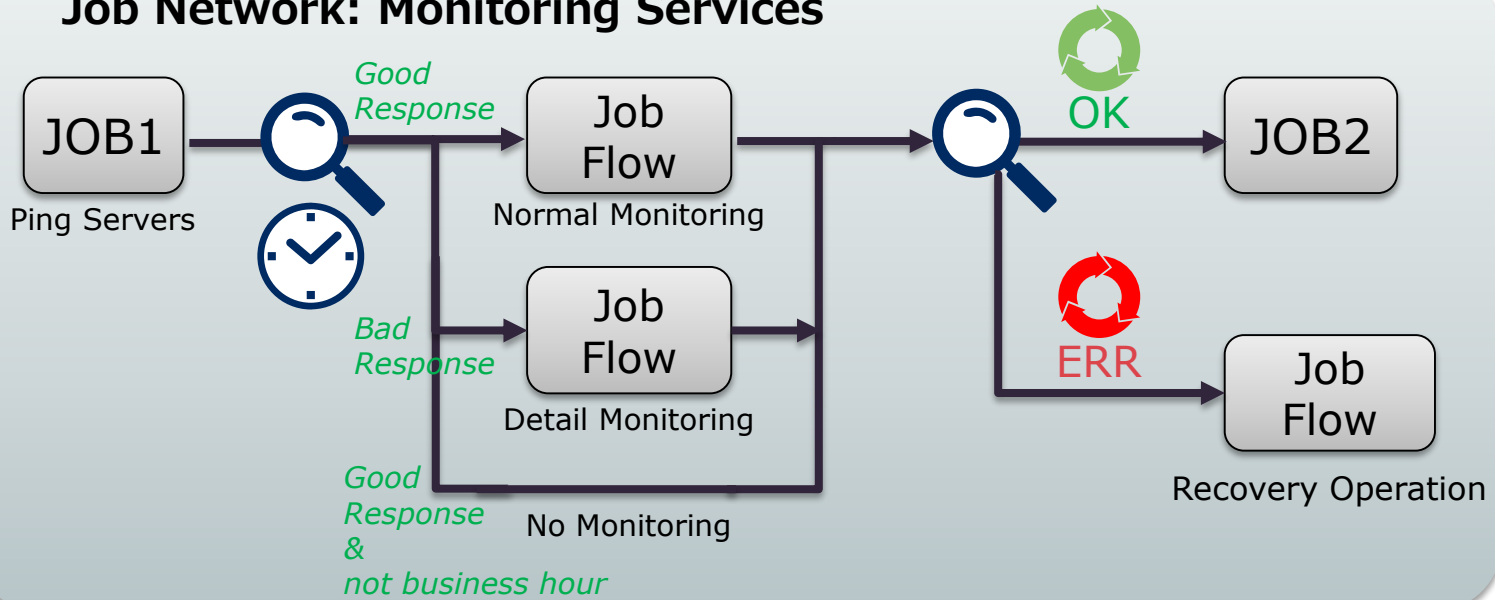 Job Network: Monitoring Services
JOB1
Ping Servers
Good
Response
Job
Flow
Normal Monitoring
Bad
Response
Job
Flow
Detail Monitoring
Good
Response
&
not business hour
No Monitoring
OK
JOB2
ERR
Job
Flow
Recovery Operation